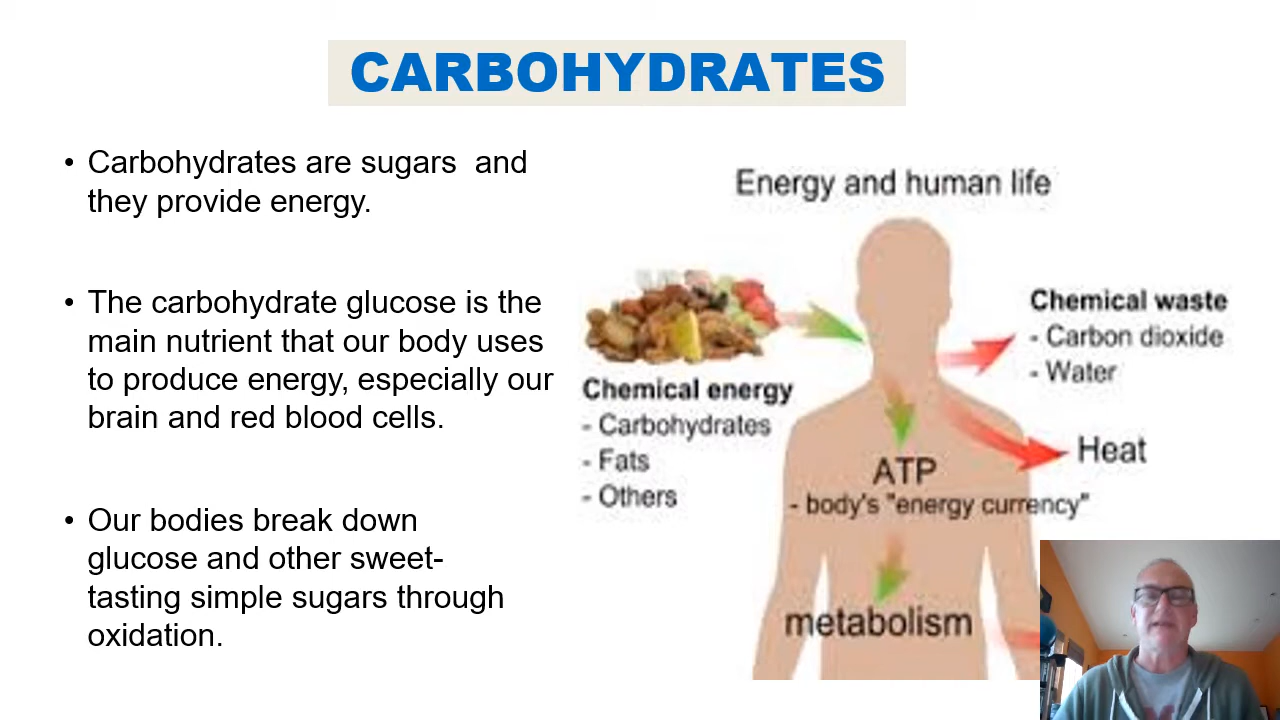 CARBOHYDRATES
• Carbohydrates are sugars  and
they provide energy.
• The carbohydrate glucose is the
main nutrient that our body uses
to produce energy, especially our
brain and red blood cells.
• Our bodies break down
glucose and other sweet-
tasting simple sugars through
oxidation.
Energy and human life
Chemical energy
- Carbohydrates
- Fats
- Others
Chemical waste
- Carbon dioxide
- Water
Heat
ATP
- body's "energy currency"
metabolism